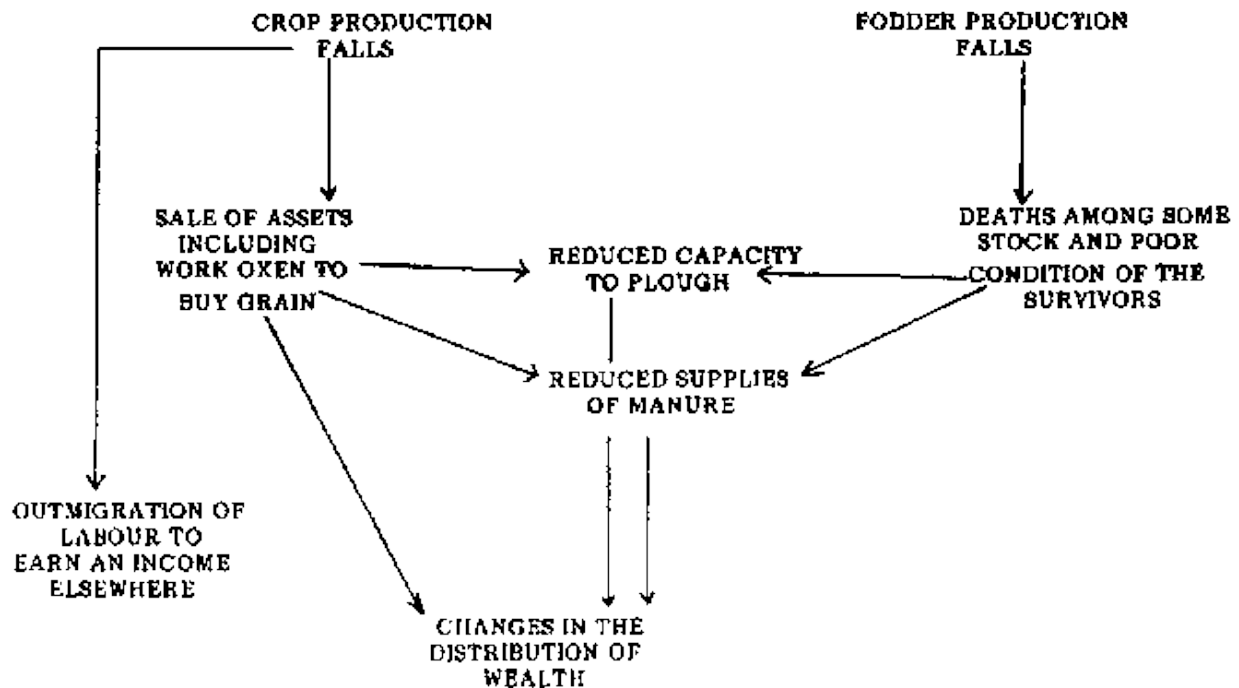 CROP PRODUCTION
FALLS
FODDER PRODUCTION
FALLS
SALE OF ASSETS
INCLUDING
WORK OXEN TO
BUY GRAIN
REDUCED CAPACITY
TO PLOUGH
DEATHS AMONG SOME
STOCK AND POOR
CONDITION OF THE
SURVIVORS
REDUCED SUPPLIES
OF MANURE
OUTMIGRATION OF
LABOUR TO
EARN AN INCOME
ELSEWHERE
CHANGES IN THE
DISTRIBUTION OF
WEALTH